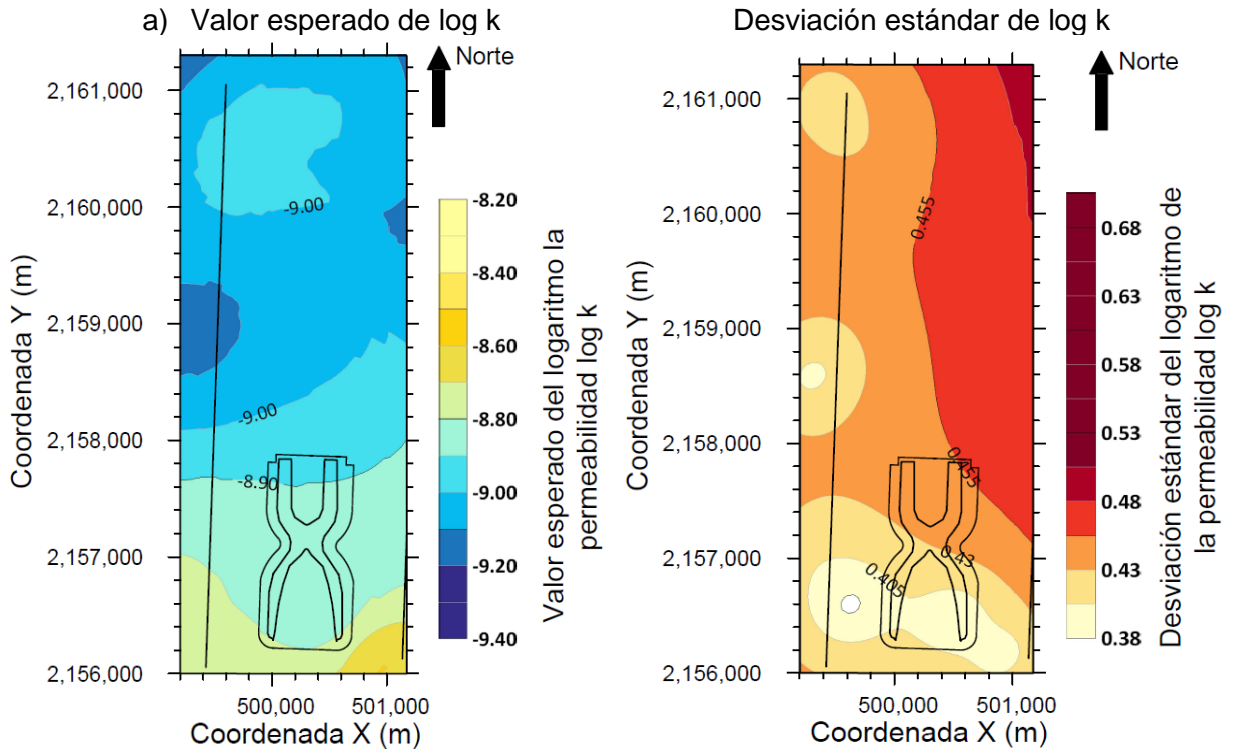 a) Valor esperado de log k
Norte
2,161,000
2,160,000
2,159,000
2,158,000
2,157,000
2,156,000
Coordenada Y (m)
500,000 501,000
Coordenada X (m)
-9.00
-9.00
-8.90
-8.20
-8.40
-8.60
-8.80
-9.00
-9.20
-9.40
Valor esperado del logaritmo la
permeabilidad log k
Desviación estándar de log k
Norte
2,161,000
2,160,000
2,159,000
2,158,000
2,157,000
2,156,000
Coordenada Y (m)
500,000 501,000
Coordenada X (m)
0.455
0.455
0.43
0.405
0.68
0.63
0.58
0.53
0.48
0.43
0.38
Desviación estándar del logaritmo de
la permeabilidad log k